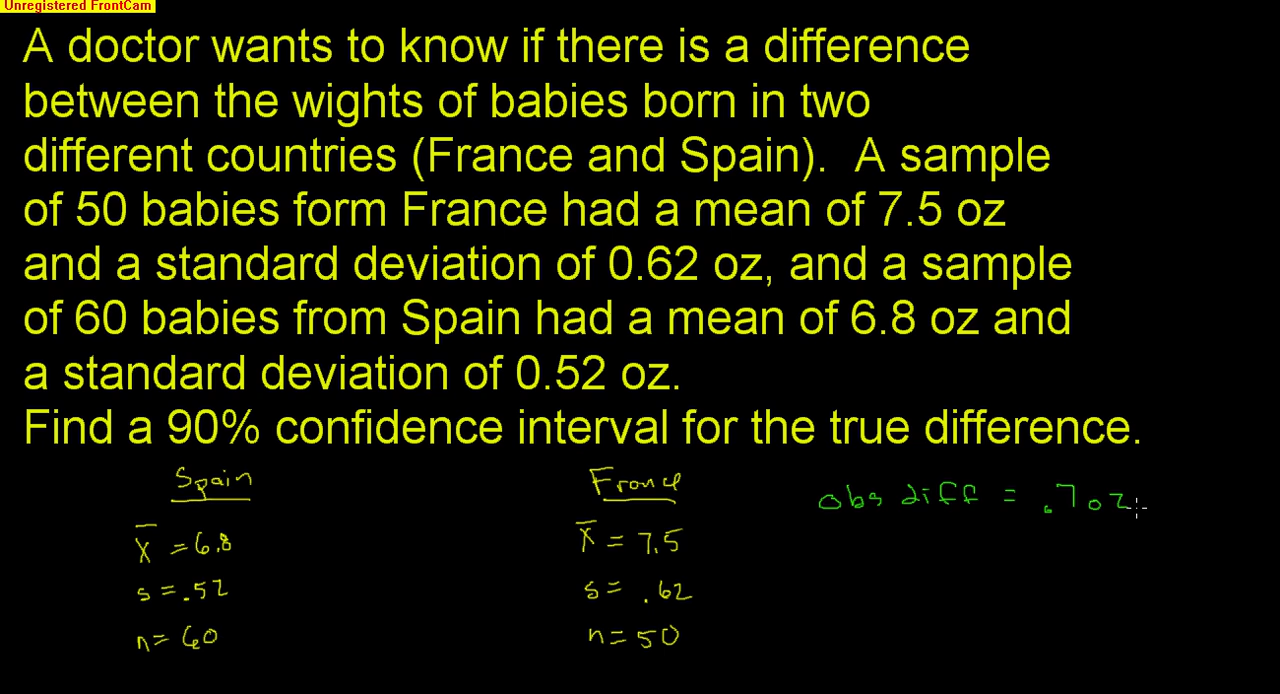 Unregistered FrontCam
A doctor wants to know if there is a difference
between the wights of babies born in two
different countries (France and Spain).  A sample
of 50 babies form France had a mean of 7.5 oz
and a standard deviation of 0.62 oz, and a sample
of 60 babies from Spain had a mean of 6.8 oz and
a standard deviation of 0.52 oz.
Find a 90% confidence interval for the true difference.
Spain
x̄ = 6.8
s = .52
n = 60
France
x̄ = 7.5
s = .62
n = 50
obs diff = .7 oz